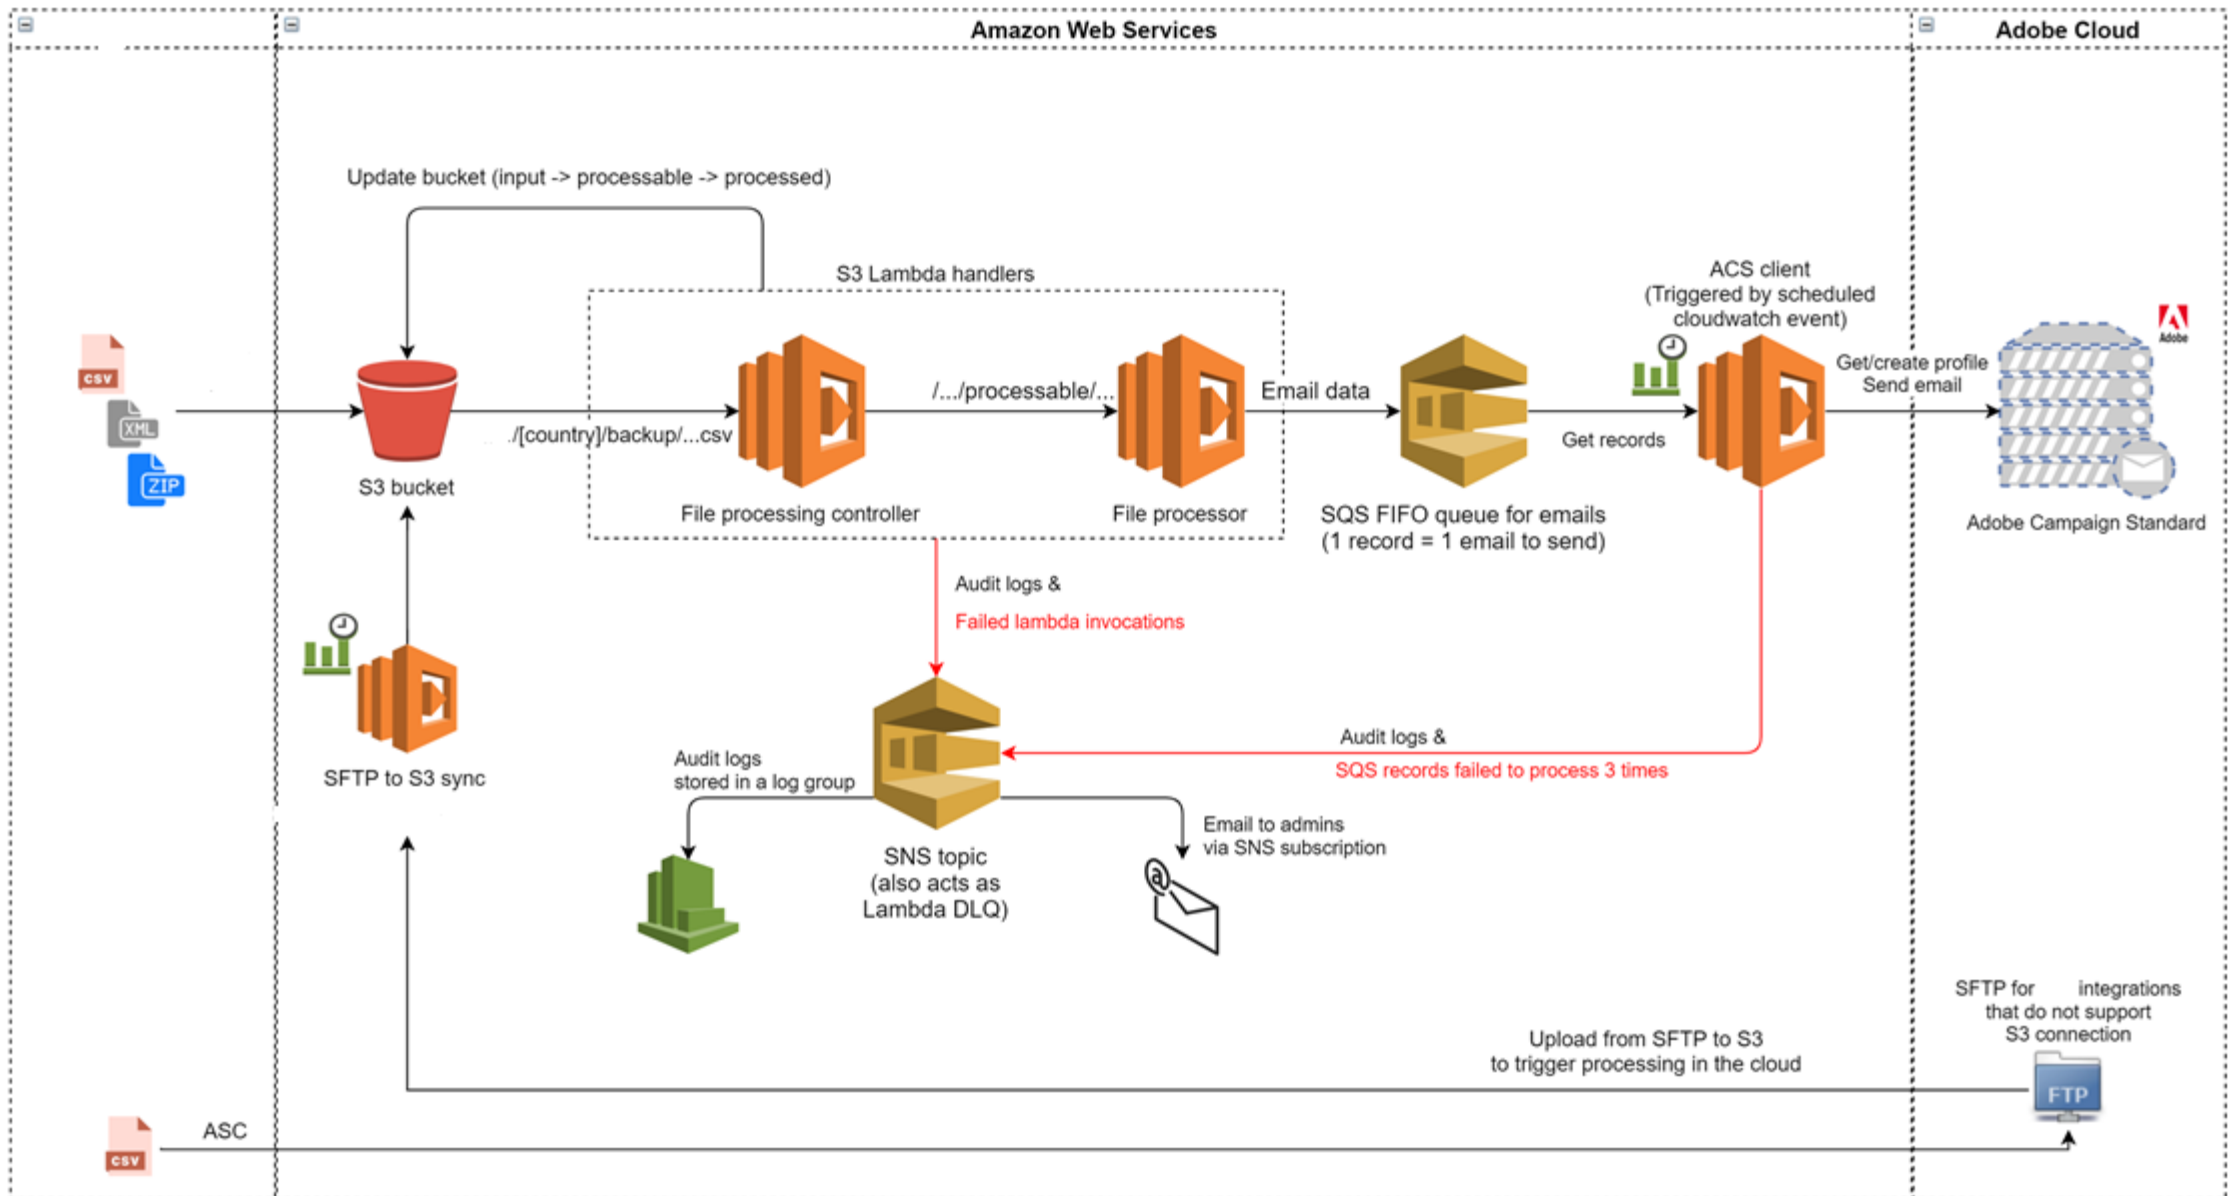 Amazon Web Services
Adobe Cloud
Update bucket (input -> processable -> processed)
S3 Lambda handlers
ACS client
(Triggered by scheduled
cloudwatch event)
Adobe
CSV
XML
ZIP
S3 bucket
./[country]/backup/...csv
File processing controller
/.../processable/...
File processor
Email data
SQS FIFO queue for emails
(1 record = 1 email to send)
Get records
Get/create profile
Send email
Adobe Campaign Standard
Audit logs &
Failed lambda invocations
SFTP to S3 sync
Audit logs &
SQS records failed to process 3 times
Audit logs
stored in a log group
SNS topic
(also acts as
Lambda DLQ)
Email to admins
via SNS subscription
@
SFTP for integrations
that do not support
S3 connection
FTP
Upload from SFTP to S3
to trigger processing in the cloud
CSV
ASC